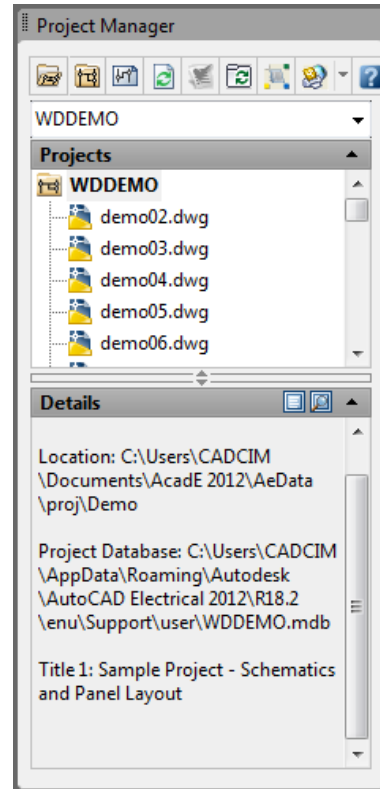 Project Manager
WDDEMO
Projects
WDDEMO
demo02.dwg
demo03.dwg
demo04.dwg
demo05.dwg
demo06.dwg
Details
Location: C:\Users\CADCIM
\Documents\AcadE 2012\AeData
\proj\Demo
Project Database: C:\Users\CADCIM
\AppData\Roaming\Autodesk
\AutoCAD Electrical 2012\R18.2
\enu\Support\user\WDDEMO.mdb
Title 1: Sample Project - Schematics
and Panel Layout